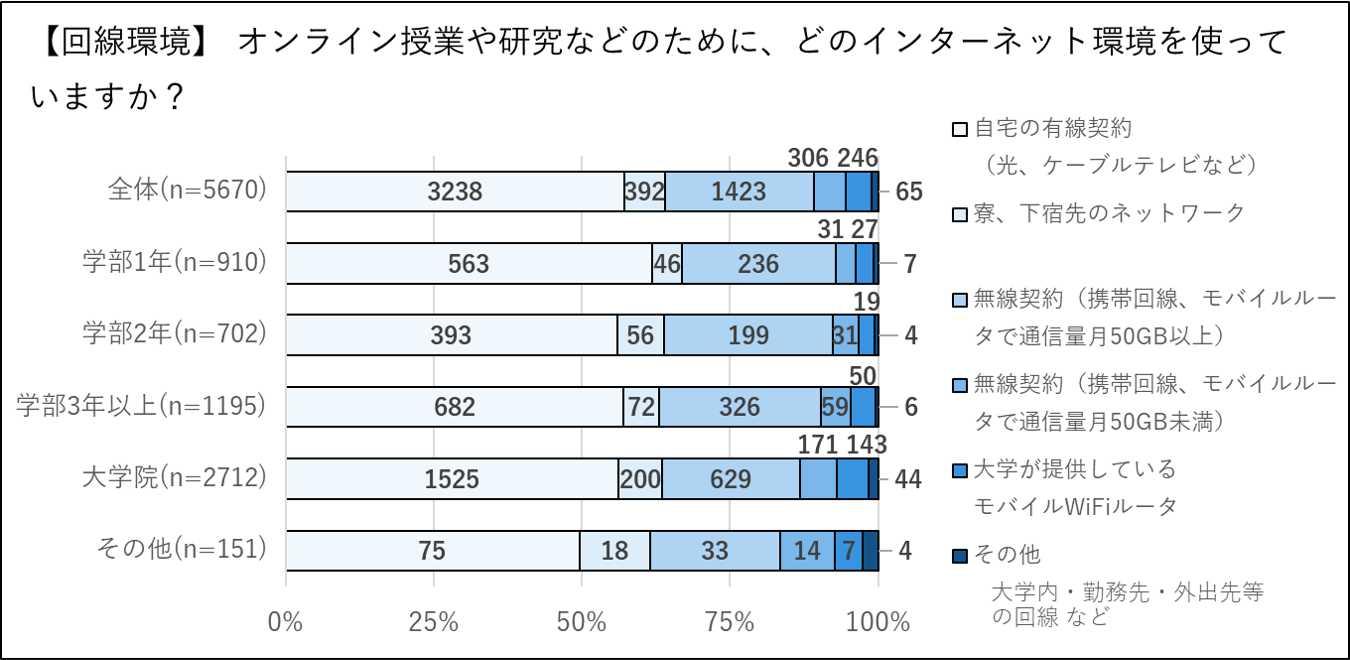 【回線環境】 オンライン授業や研究などのために、どのインターネット環境を使って
いますか？
自宅の有線契約
（光、ケーブルテレビなど）
寮、下宿先のネットワーク
無線契約（携帯回線、モバイルルー
タで通信量月50GB以上）
無線契約（携帯回線、モバイルルー
タで通信量月50GB未満）
大学が提供している
モバイルWiFiルータ
その他
大学内・勤務先・外出先等
の回線 など
306 246
全体(n=5670) 3238 392 1423 65
31 27
学部1年(n=910) 563 46 236 7
19
学部2年(n=702) 393 56 199 31 4
50
学部3年以上(n=1195) 682 72 326 59 6
171 143
大学院(n=2712) 1525 200 629 44
その他(n=151) 75 18 33 14 7 4
0% 25% 50% 75% 100%